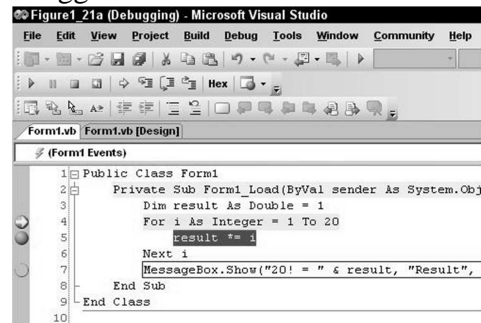 Figure1_21a (Debugging) - Microsoft Visual Studio
File Edit View Project Build Debug Tools Window Community Help
Hex
Form1.vb Form1.vb [Design]
(Form1 Events)
1 Public Class Form1
2 Private Sub Form1_Load(ByVal sender As System.Obj
3 Dim result As Double = 1
4 For i As Integer = 1 To 20
5 result *= i
6 Next i
7 MessageBox.Show("20! = " & result, "Result",
8 End Sub
9 End Class
10